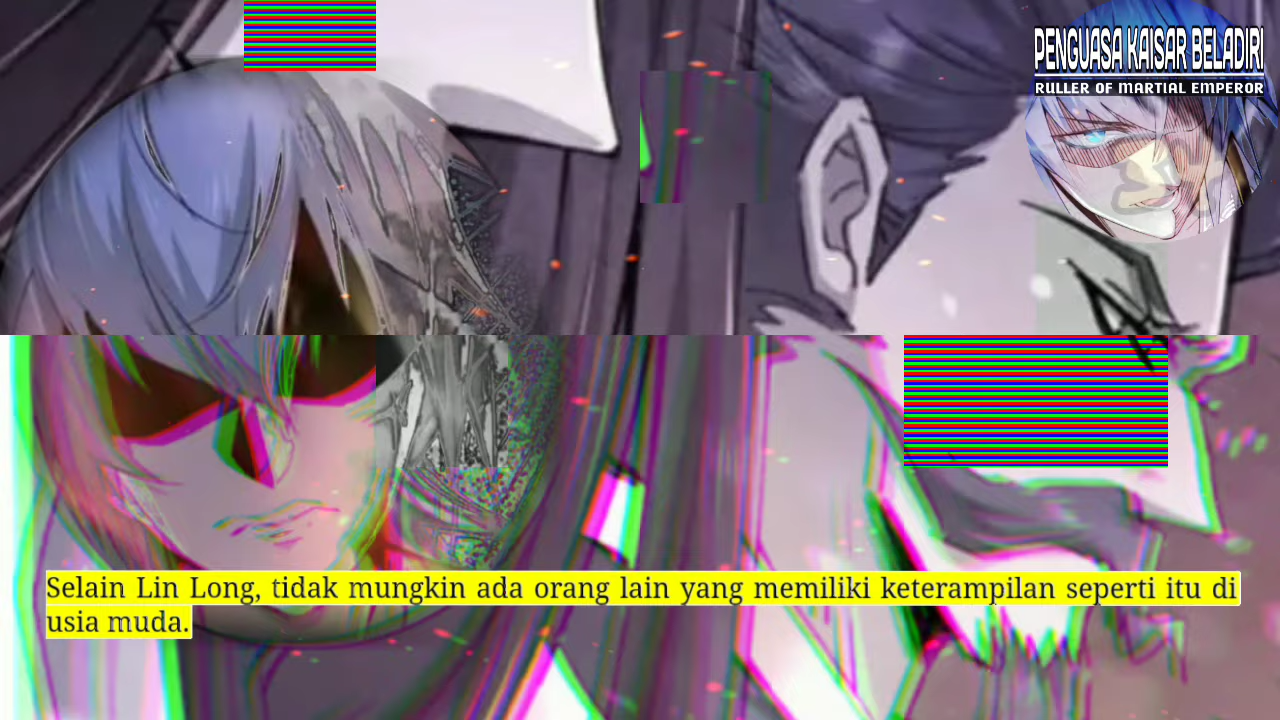 PENGUASA KAISAR BELADIRI
RULLER OF MARTIAL EMPEROR
Selain Lin Long, tidak mungkin ada orang lain yang memiliki keterampilan seperti itu di
usia muda.